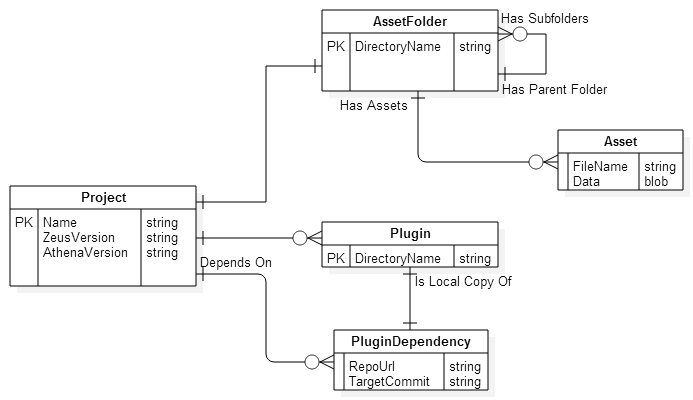 AssetFolder
PK DirectoryName string
Has Subfolders
Has Parent Folder
Has Assets
Asset
FileName string
Data blob
Project
PK Name string
ZeusVersion string
AthenaVersion string
Plugin
PK DirectoryName string
Depends On
Is Local Copy Of
PluginDependency
RepoUrl string
TargetCommit string